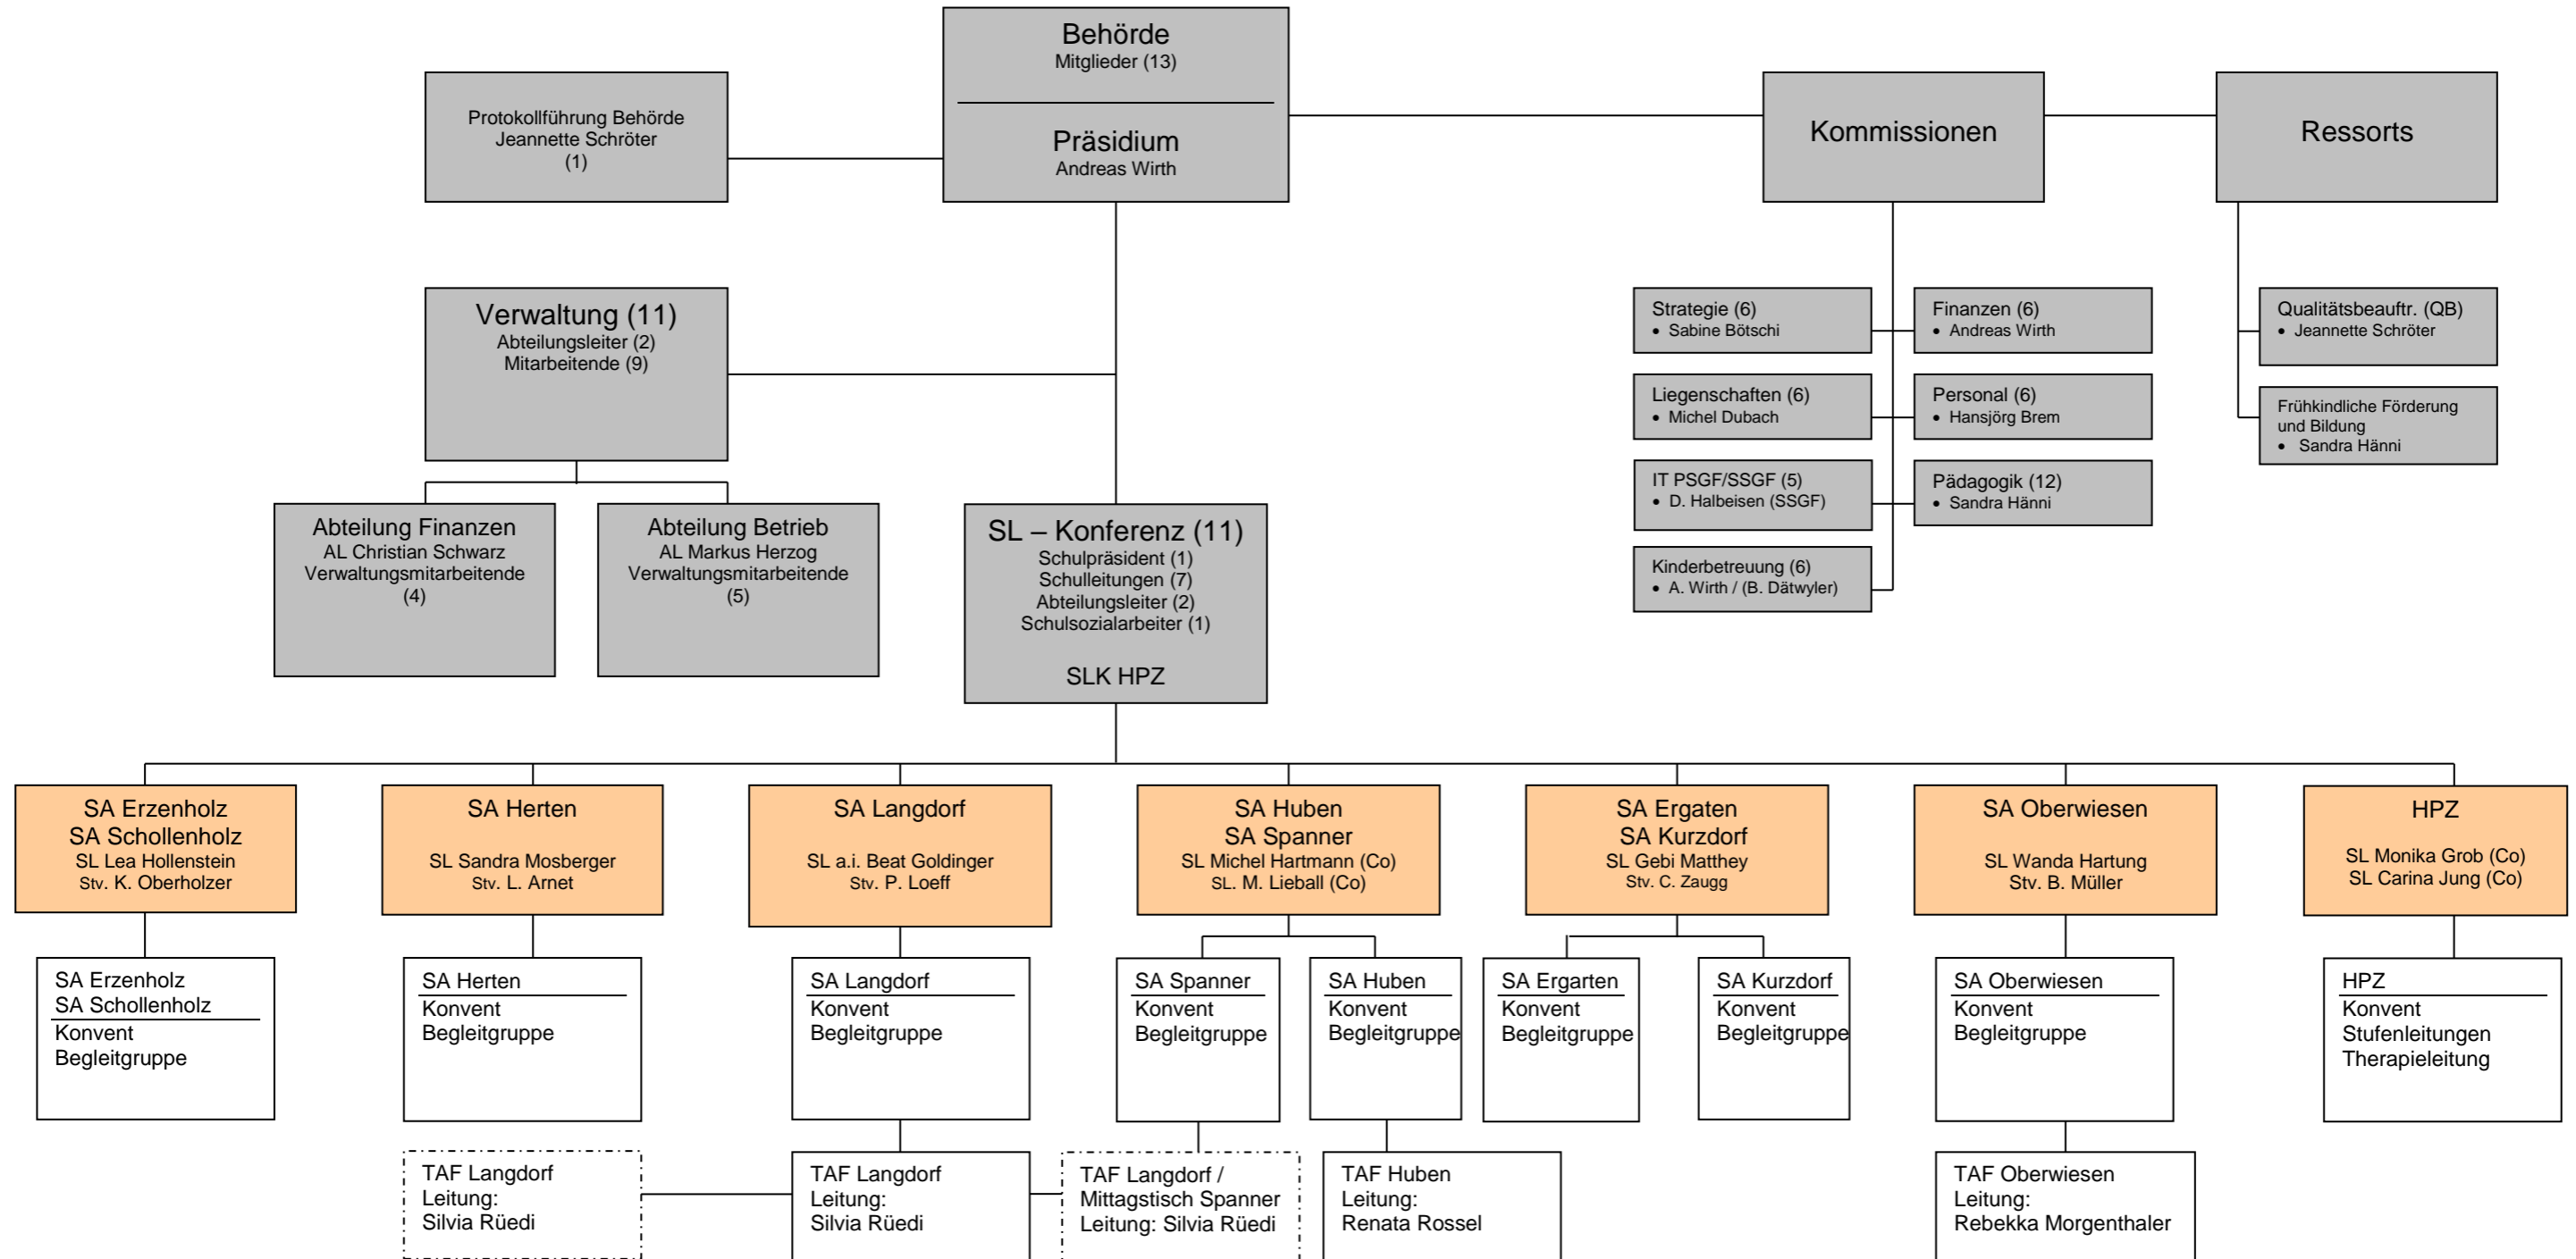 Behörde
Mitglieder (13)
Präsidium
Andreas Wirth
Protokollführung Behörde
Jeannette Schröter
(1)
Kommissionen
Ressorts
Verwaltung (11)
Abteilungsleiter (2)
Mitarbeitende (9)
Strategie (6)
• Sabine Bötschi
Finanzen (6)
• Andreas Wirth
Liegenschaften (6)
• Michel Dubach
Personal (6)
• Hansjörg Brem
IT PSGF/SSGF (5)
• D. Halbeisen (SSGF)
Pädagogik (12)
• Sandra Hänni
Kinderbetreuung (6)
• A. Wirth / (B. Dätwyler)
Qualitätsbeauftr. (QB)
• Jeannette Schröter
Frühkindliche Förderung
und Bildung
• Sandra Hänni
Abteilung Finanzen
AL Christian Schwarz
Verwaltungsmitarbeitende
(4)
Abteilung Betrieb
AL Markus Herzog
Verwaltungsmitarbeitende
(5)
SL – Konferenz (11)
Schulpräsident (1)
Schulleitungen (7)
Abteilungsleiter (2)
Schulsozialarbeiter (1)
SLK HPZ
SA Erzenholz
SA Schollenholz
SL Lea Hollenstein
Stv. K. Oberholzer
SA Herten
SL Sandra Mosberger
Stv. L. Arnet
SA Langdorf
SL a.i. Beat Goldinger
Stv. P. Loeff
SA Huben
SA Spanner
SL Michel Hartmann (Co)
SL. M. Lieball (Co)
SA Ergaten
SA Kurzdorf
SL Gebi Matthey
Stv. C. Zaugg
SA Oberwiesen
SL Wanda Hartung
Stv. B. Müller
HPZ
SL Monika Grob (Co)
SL Carina Jung (Co)
SA Erzenholz
SA Schollenholz
Konvent
Begleitgruppe
SA Herten
Konvent
Begleitgruppe
SA Langdorf
Konvent
Begleitgruppe
SA Spanner
Konvent
Begleitgruppe
SA Huben
Konvent
Begleitgruppe
SA Ergarten
Konvent
Begleitgruppe
SA Kurzdorf
Konvent
Begleitgruppe
SA Oberwiesen
Konvent
Begleitgruppe
HPZ
Konvent
Stufenleitungen
Therapieleitung
TAF Langdorf
Leitung:
Silvia Rüedi
TAF Langdorf
Leitung:
Silvia Rüedi
TAF Langdorf /
Mittagstisch Spanner
Leitung: Silvia Rüedi
TAF Huben
Leitung:
Renata Rossel
TAF Oberwiesen
Leitung:
Rebekka Morgenthaler